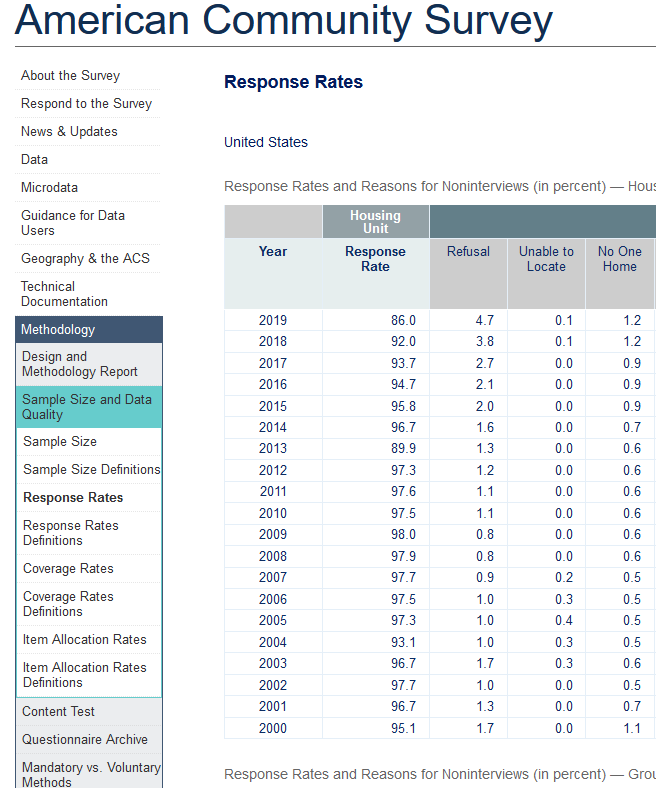 American Community Survey
About the Survey
Respond to the Survey
News & Updates
Data
Microdata
Guidance for Data
Users
Geography & the ACS
Technical
Documentation
Methodology
Design and
Methodology Report
Sample Size and Data
Quality
Sample Size
Sample Size Definitions
Response Rates
Response Rates
Definitions
Coverage Rates
Coverage Rates
Definitions
Item Allocation Rates
Item Allocation Rates
Definitions
Content Test
Questionnaire Archive
Mandatory vs. Voluntary
Methods
Response Rates
United States
Response Rates and Reasons for Noninterviews (in percent) —
Housing
Unit
Year Response Refusal Unable to No One
Rate Locate Home
2019 86.0 4.7 0.1 1.2
2018 92.0 3.8 0.1 1.2
2017 93.7 2.7 0.0 0.9
2016 94.7 2.1 0.0 0.9
2015 95.8 2.0 0.0 0.9
2014 96.7 1.6 0.0 0.7
2013 89.9 1.3 0.0 0.6
2012 97.3 1.2 0.0 0.6
2011 97.6 1.1 0.0 0.6
2010 97.5 1.1 0.0 0.6
2009 98.0 0.8 0.0 0.6
2008 97.9 0.8 0.0 0.6
2007 97.7 0.9 0.2 0.5
2006 97.5 1.0 0.3 0.5
2005 97.3 1.0 0.4 0.5
2004 93.1 1.0 0.3 0.5
2003 96.7 1.7 0.3 0.6
2002 97.7 1.0 0.0 0.5
2001 96.7 1.3 0.0 0.7
2000 95.1 1.7 0.0 1.1
Response Rates and Reasons for Noninterviews (in percent) —